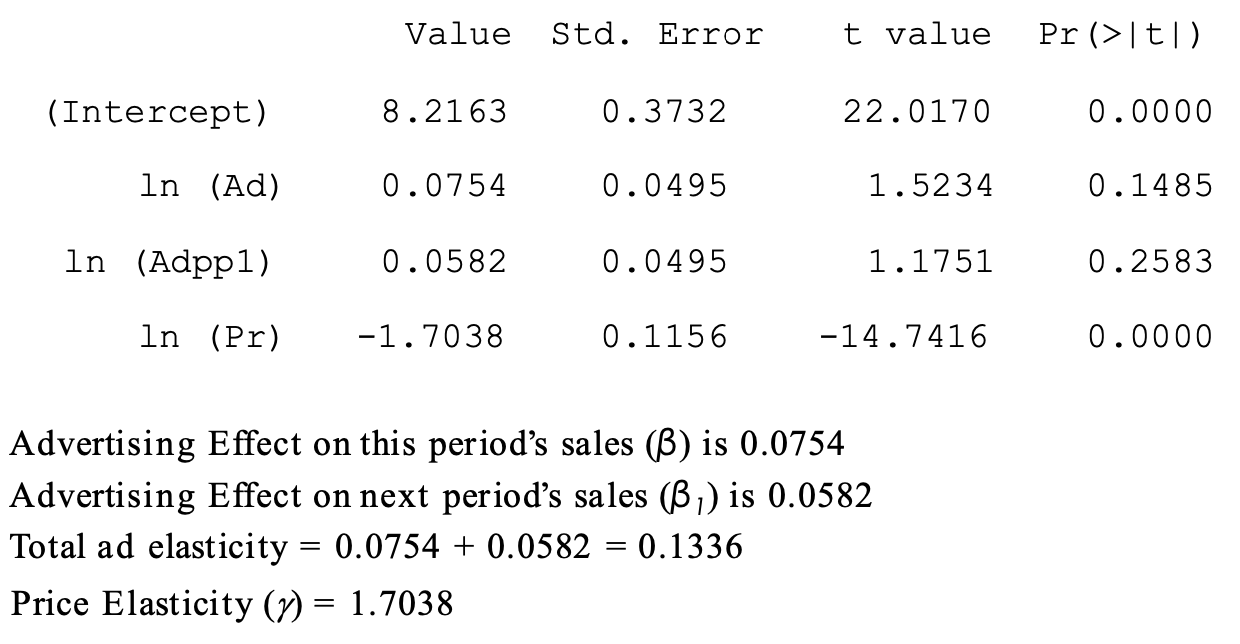 Value Std. Error t value Pr(>|t|)
(Intercept) 8.2163 0.3732 22.0170 0.0000
ln (Ad) 0.0754 0.0495 1.5234 0.1485
ln (Adpp1) 0.0582 0.0495 1.1751 0.2583
ln (Pr) -1.7038 0.1156 -14.7416 0.0000
Advertising Effect on this period's sales (β) is 0.0754
Advertising Effect on next period's sales (β₁) is 0.0582
Total ad elasticity = 0.0754 + 0.0582 = 0.1336
Price Elasticity (γ) = 1.7038